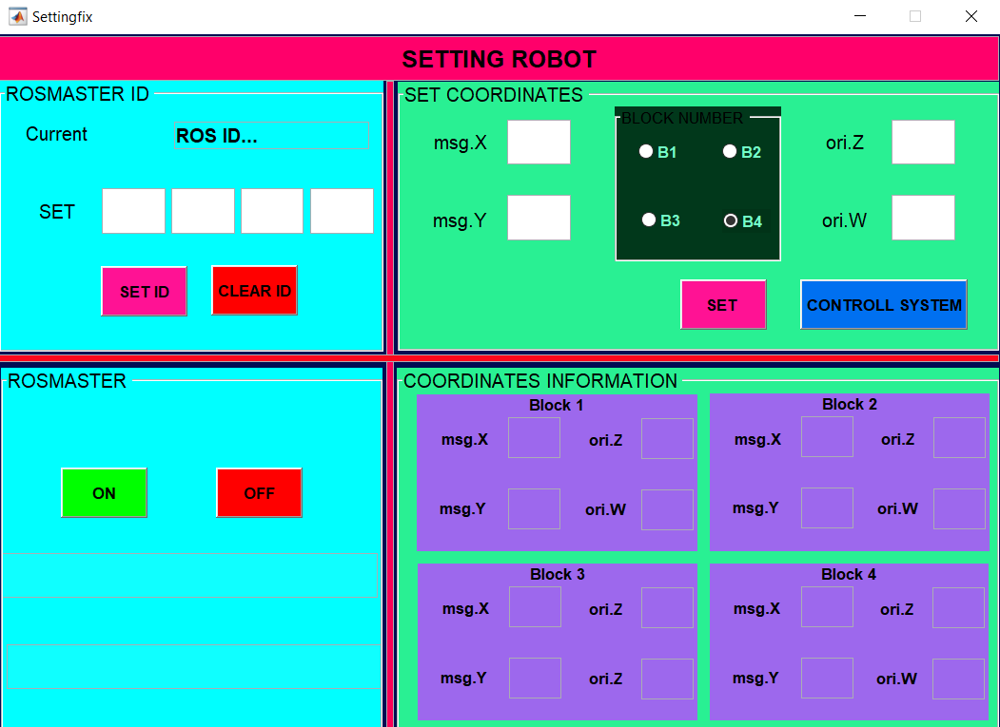 Settingfix
SETTING ROBOT
ROSMASTER ID
Current ROS ID...
SET
SET ID CLEAR ID
SET COORDINATES
msg.X
msg.Y
BLOCK NUMBER
B1 B2
B3 B4
ori.Z
ori.W
SET CONTROLL SYSTEM
ROSMASTER
ON OFF
COORDINATES INFORMATION
Block 1
msg.X ori.Z
msg.Y ori.W
Block 2
msg.X ori.Z
msg.Y ori.W
Block 3
msg.X ori.Z
msg.Y ori.Z
Block 4
msg.X ori.Z
msg.Y ori.W